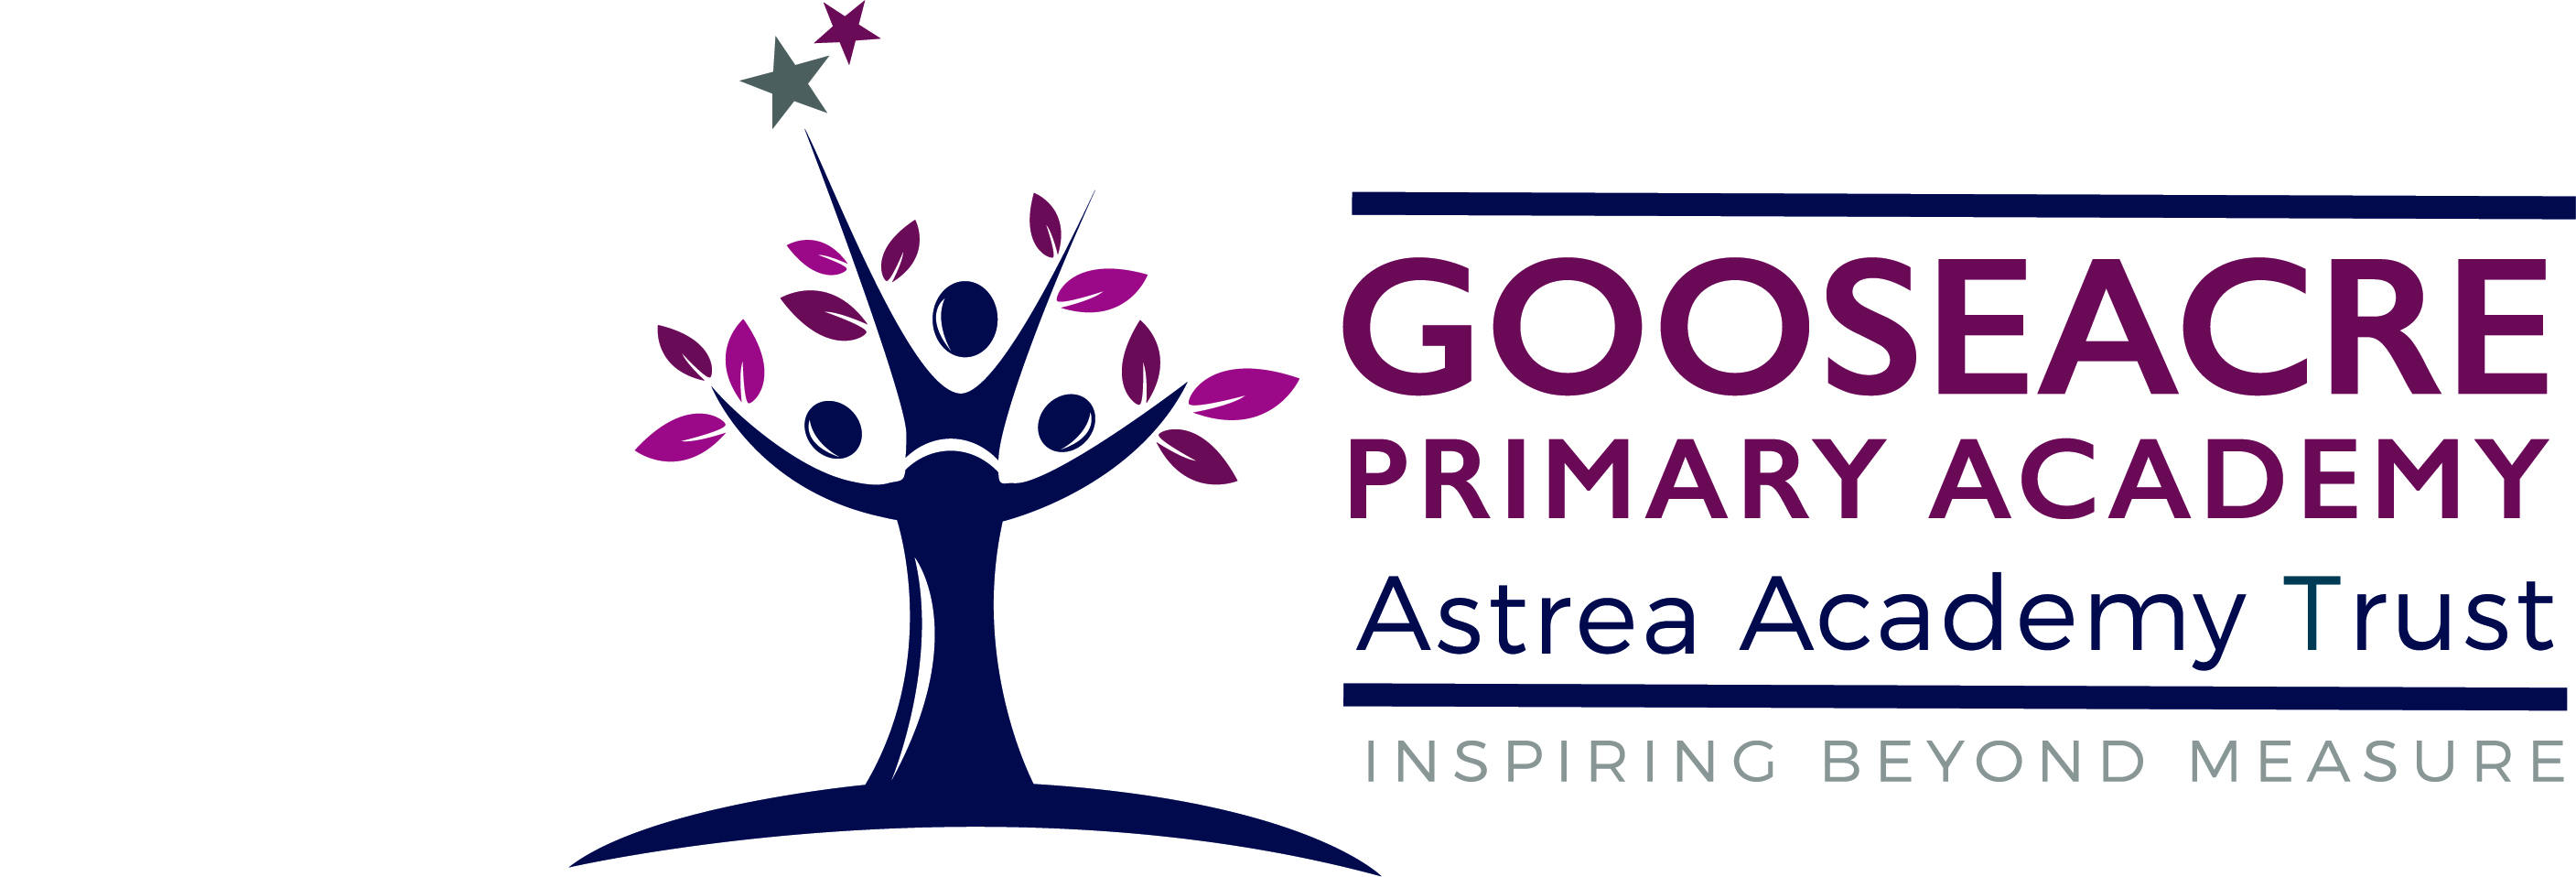 GOOSEACRE
PRIMARY ACADEMY
Astrea Academy Trust
INSPIRING BEYOND MEASURE